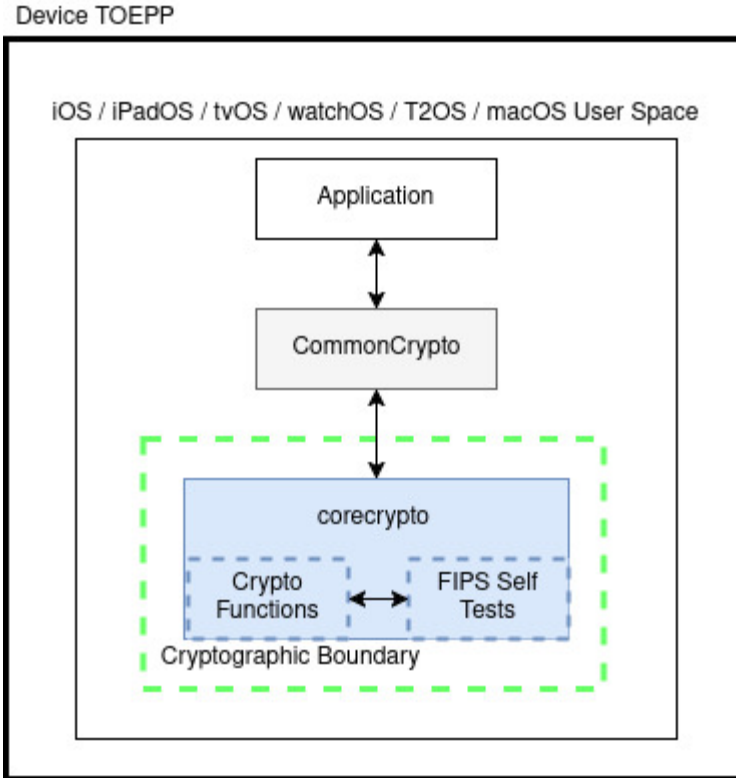 Device TOEPP
iOS / iPadOS / tvOS / watchOS / T2OS / macOS User Space
Application
CommonCrypto
corecrypto
Crypto
Functions
FIPS Self
Tests
Cryptographic Boundary